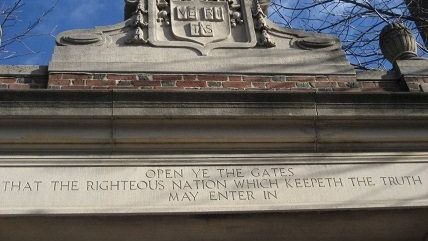 VE RI
TAS
OPEN YE THE GATES
THAT THE RIGHTEOUS NATION WHICH KEEPETH THE TRUTH
MAY ENTER IN